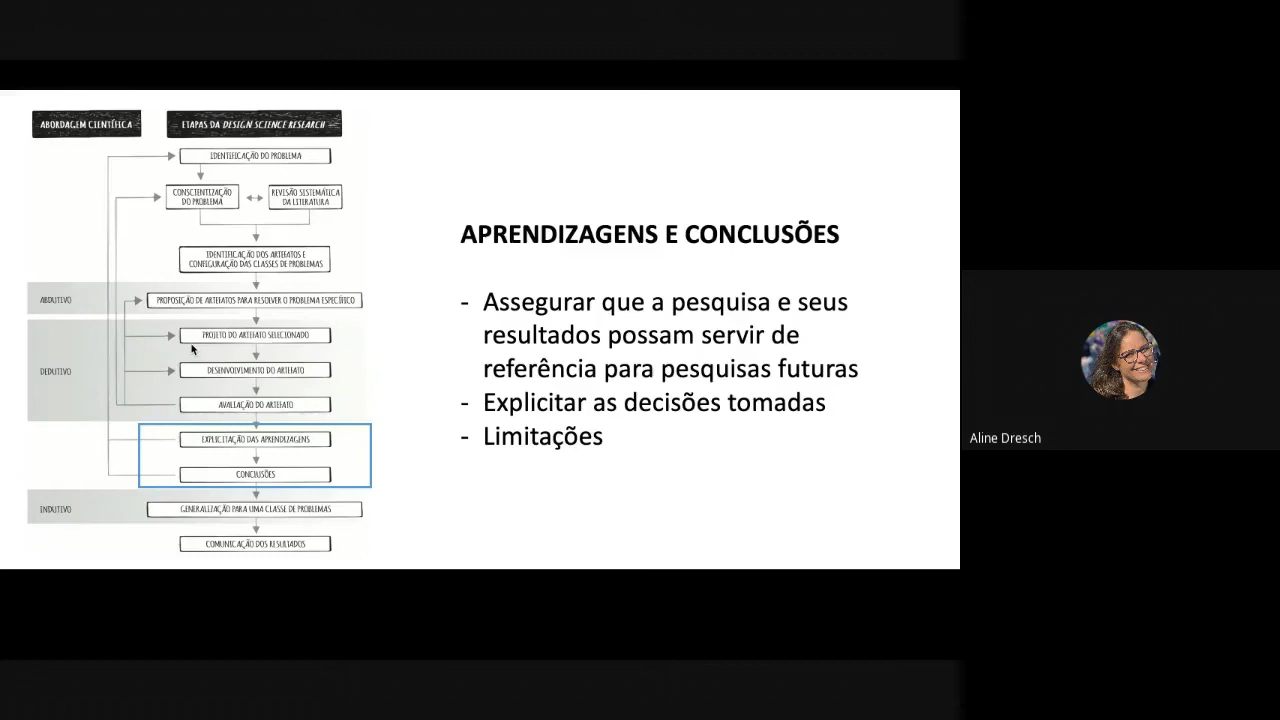 ABORDAGEM CIENTÍFICA
ETAPAS DA DESIGN SCIENCE RESEARCH
IDENTIFICAÇÃO DO PROBLEMA
CONSCIENTIZAÇÃO
DO PROBLEMA
REVISÃO SISTEMÁTICA
DA LITERATURA
IDENTIFICAÇÃO DOS ARTEFATOS E
CONFIGURAÇÃO DAS CLASSES DE PROBLEMAS
ABDUTIVO
PROPOSIÇÃO DE ARTEFATOS PARA RESOLVER O PROBLEMA ESPECÍFICO
PROJETO DO ARTEFATO SELECIONADO
DEDUTIVO
DESENVOLVIMENTO DO ARTEFATO
AVALIAÇÃO DO ARTEFATO
EXPLICITAÇÃO DAS APRENDIZAGENS
CONCLUSÕES
INDUTIVO
GENERALIZAÇÃO PARA UMA CLASSE DE PROBLEMAS
COMUNICAÇÃO DOS RESULTADOS
APRENDIZAGENS E CONCLUSÕES
- Assegurar que a pesquisa e seus
resultados possam servir de
referência para pesquisas futuras
- Explicitar as decisões tomadas
- Limitações
Aline Dresch